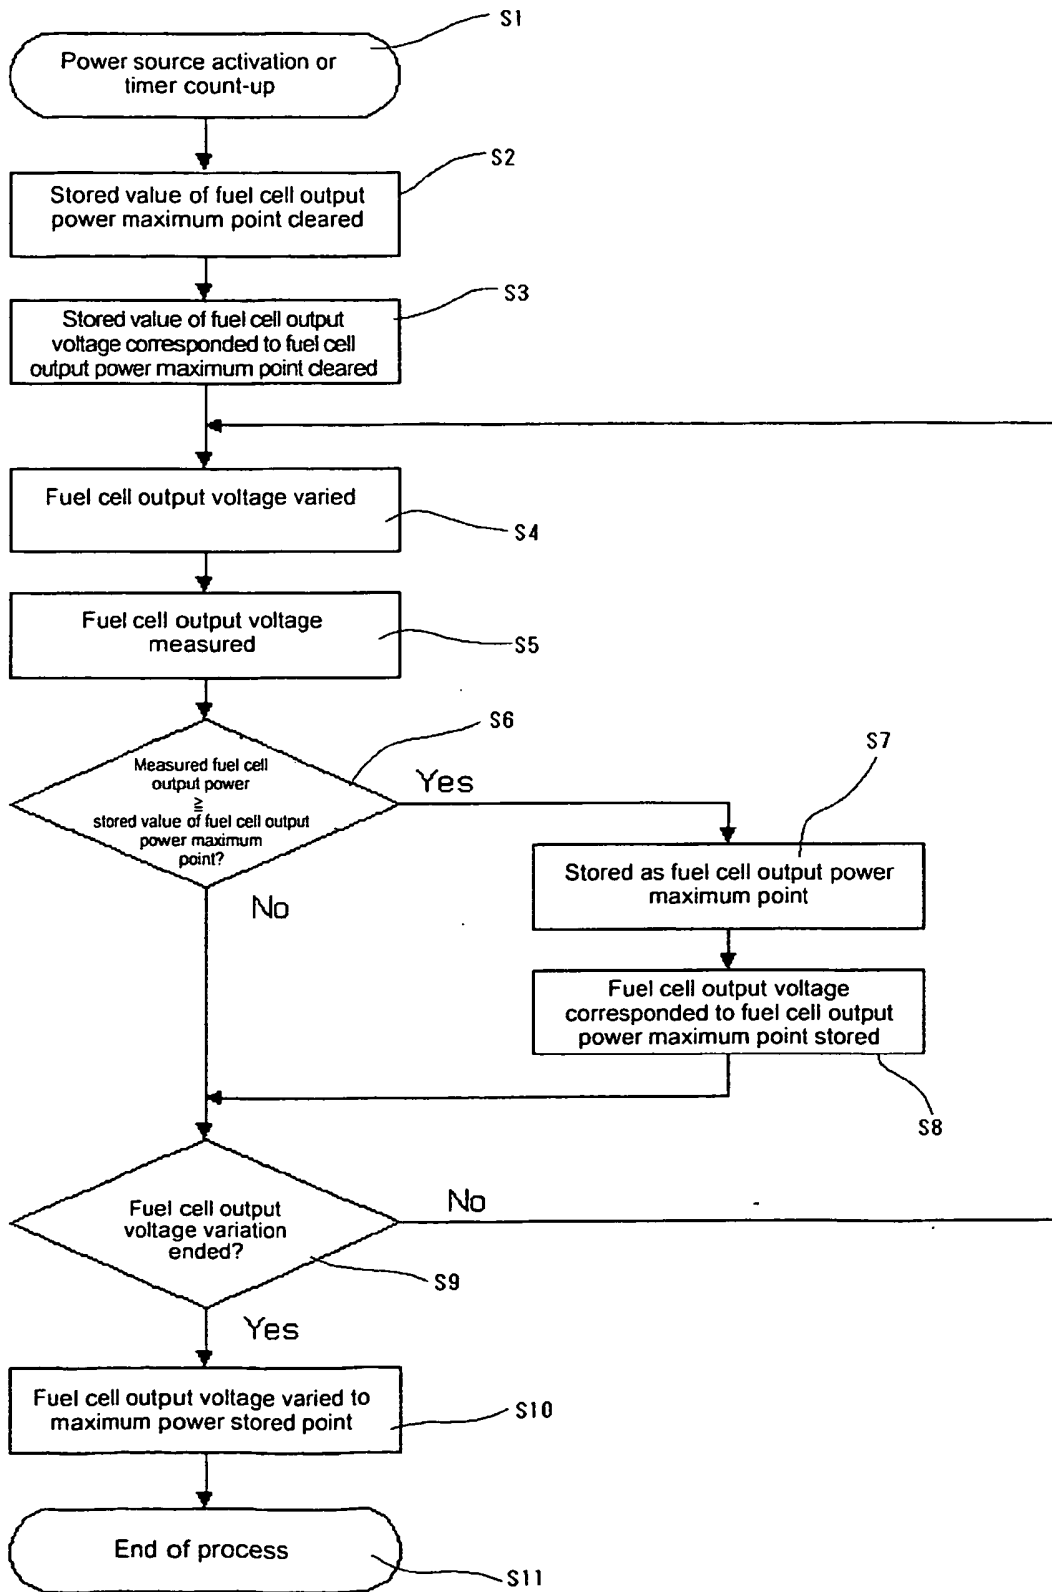 S1
Power source activation or
timer count-up
S2
Stored value of fuel cell output
power maximum point cleared
S3
Stored value of fuel cell output
voltage corresponded to fuel cell
output power maximum point cleared
Fuel cell output voltage varied
S4
Fuel cell output voltage
measured
S5
S6
Measured fuel cell
output power
≧
stored value of fuel cell output
power maximum
point?
Yes
No
S7
Stored as fuel cell output power
maximum point
Fuel cell output voltage
corresponded to fuel cell output
power maximum point stored
S8
Fuel cell output
voltage variation
ended?
No
S9
Yes
Fuel cell output voltage varied to
maximum power stored point
S10
End of process
S11